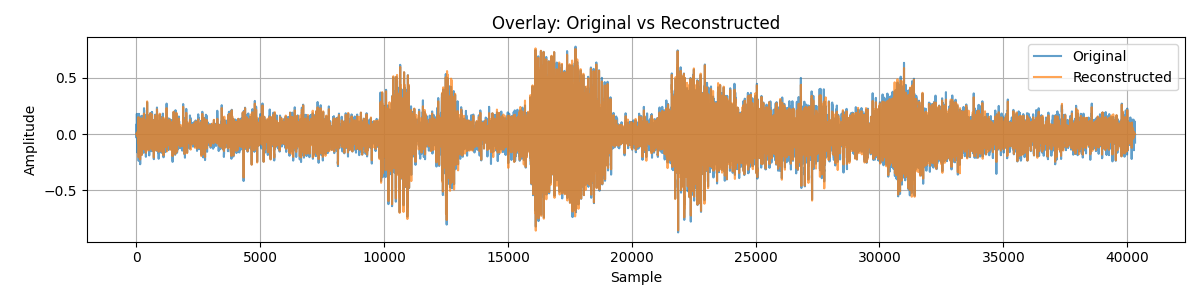 Overlay: Original vs Reconstructed
Original
Reconstructed
Amplitude
0.5
0.0
−0.5
0 5000 10000 15000 20000 25000 30000 35000 40000
Sample